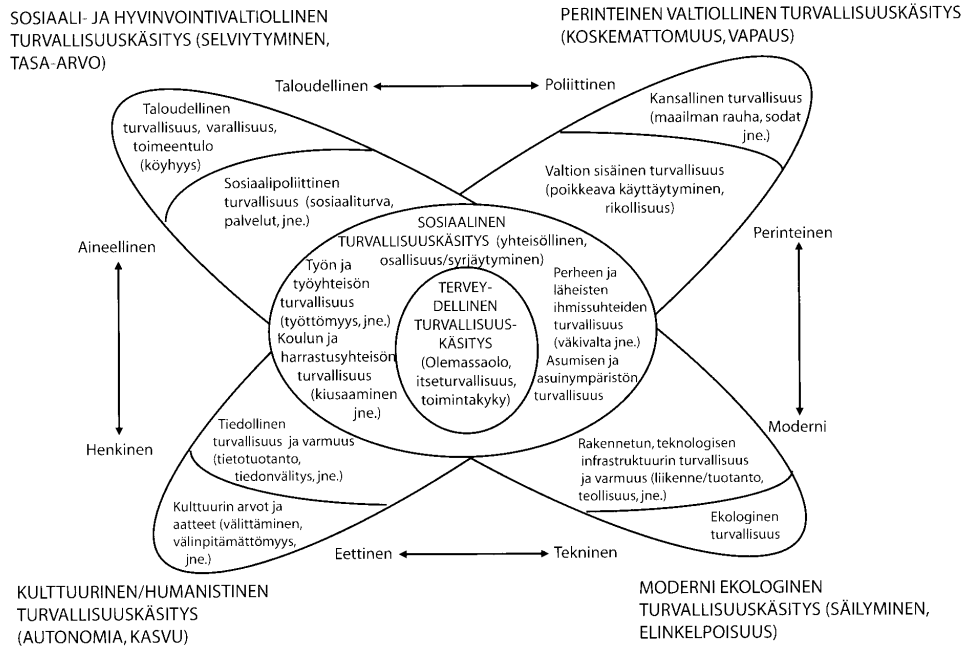 SOSIAALI- JA HYVINVOINTIVALTIOLLINEN
TURVALLISUUSKÄSITYS (SELVIYTYMINEN,
TASA-ARVO)
PERINTEINEN VALTIOLLINEN TURVALLISUUSKÄSITYS
(KOSKEMATTOMUUS, VAPAUS)
Taloudellinen
Poliittinen
Taloudellinen
turvallisuus, varallisuus,
toimeentulo
(köyhyys)
Sosiaalipoliittinen
turvallisuus (sosiaaliturva,
palvelut, jne.)
Kansallinen turvallisuus
(maailman rauha, sodat
jne.)
Valtion sisäinen turvallisuus
(poikkeava käyttäytyminen,
rikollisuus)
Aineellinen
Henkinen
Perinteinen
Moderni
SOSIAALINEN
TURVALLISUUSKÄSITYS (yhteisöllinen,
osallisuus/syrjäytyminen)
Työn ja
työyhteisön
turvallisuus
(työttömyys, jne.)
Koulun ja
harrastusyhteisön
turvallisuus
(kiusaaminen
jne.)
TERVEY-
DELLINEN
TURVALLISUUS-
KÄSITYS
(Olemassaolo,
itseturvallisuus,
toimintakyky)
Perheen ja
läheisten
ihmissuhteiden
turvallisuus
(väkivalta jne.)
Asumisen ja
asuinympäristön
turvallisuus
Tiedollinen
turvallisuus ja varmuus
(tietotuotanto,
tiedonvälitys, jne.)
Kulttuurin arvot ja
aatteet (välittäminen,
välinpitämättömyys,
jne.)
Rakennetun, teknologisen
infrastruktuurin turvallisuus
ja varmuus (liikenne/tuotanto,
teollisuus, jne.)
Ekologinen
turvallisuus
Eettinen
Tekninen
KULTTUURINEN/HUMANISTINEN
TURVALLISUUSKÄSITYS
(AUTONOMIA, KASVU)
MODERNI EKOLOGINEN
TURVALLISUUSKÄSITYS (SÄILYMINEN,
ELINKELPOISUUS)